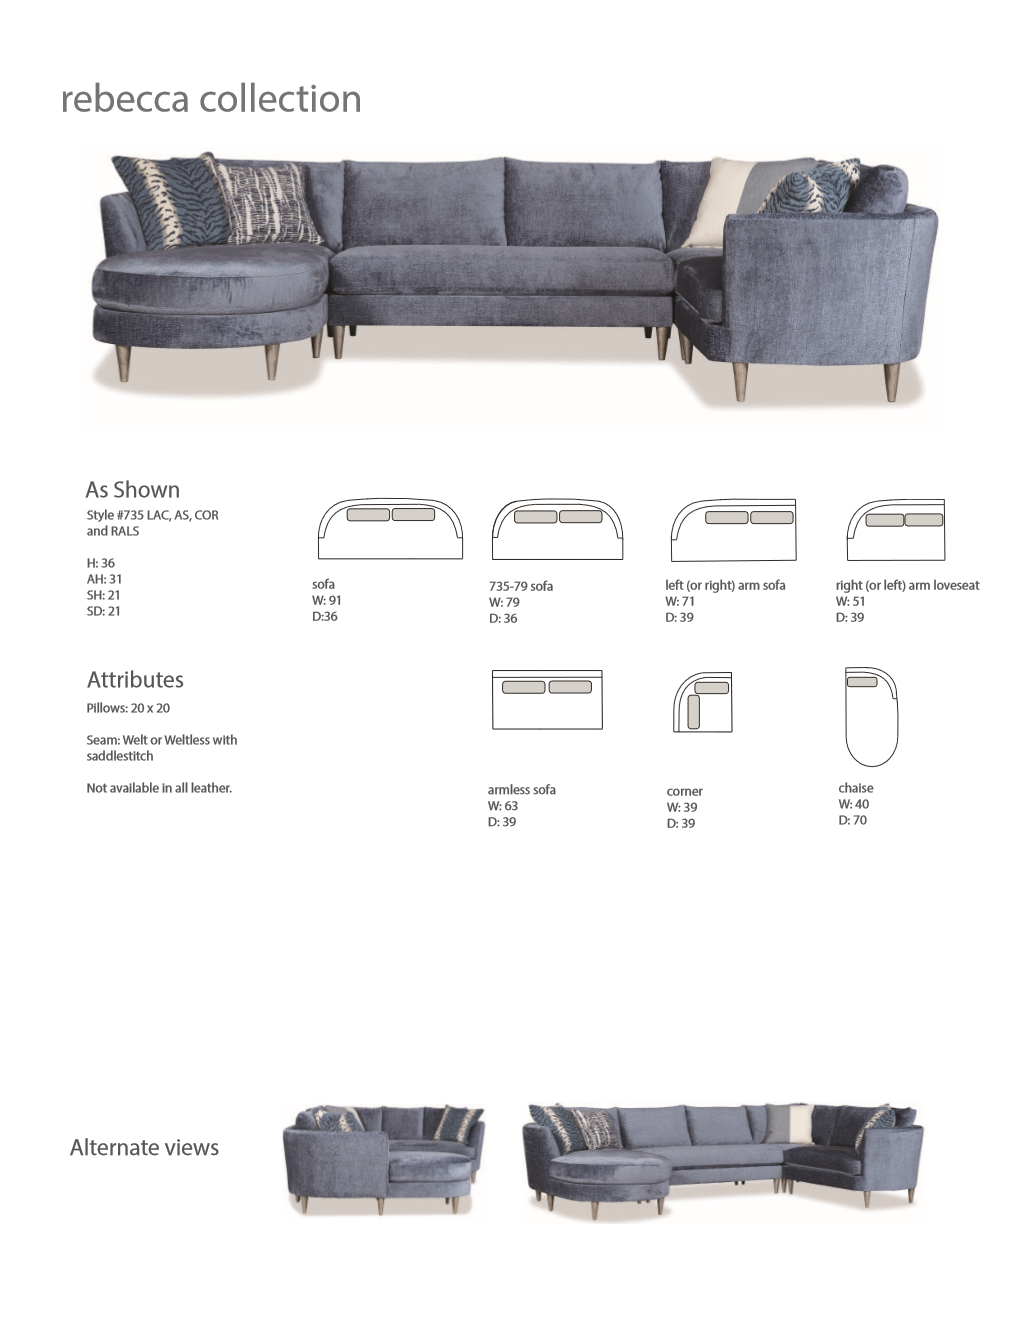 rebecca collection
As Shown
Style #735 LAC, AS, COR
and RALS
H: 36
AH: 31
SH: 21
SD: 21
sofa
W: 91
D:36
735-79 sofa
W: 79
D: 36
left (or right) arm sofa
W: 71
D: 39
right (or left) arm loveseat
W: 51
D: 39
Attributes
Pillows: 20 x 20
Seam: Welt or Weltless with
saddlestitch
Not available in all leather.
armless sofa
W: 63
D: 39
corner
W: 39
D: 39
chaise
W: 40
D: 70
Alternate views